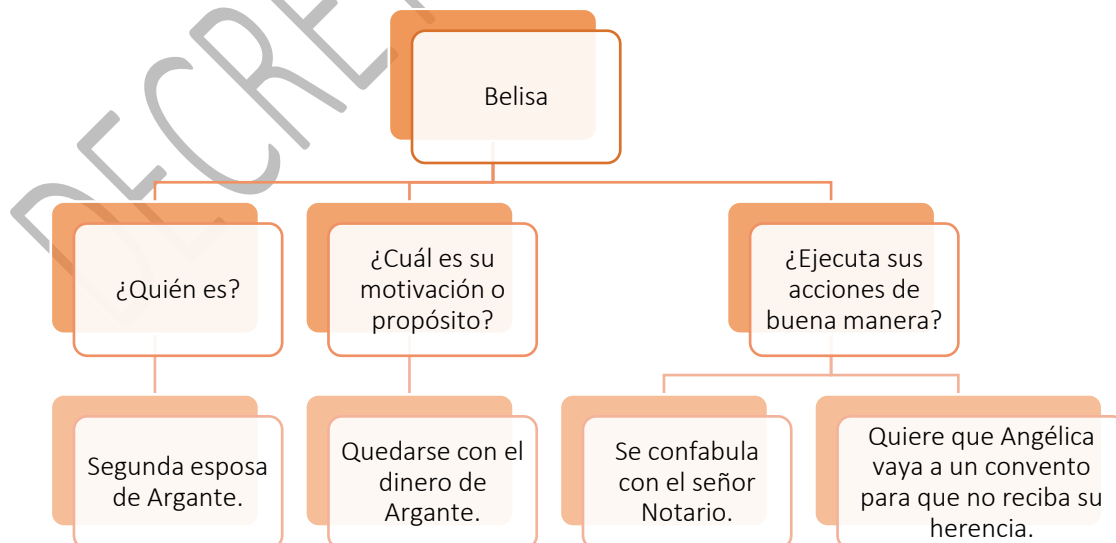 Belisa
¿Quién es?
¿Cuál es su
motivación o
propósito?
¿Ejecuta sus
acciones de
buena manera?
Segunda esposa
de Argante.
Quedarse con el
dinero de
Argante.
Se confabula
con el señor
Notario.
Quiere que Angélica
vaya a un convento
para que no reciba su
herencia.
DECRE